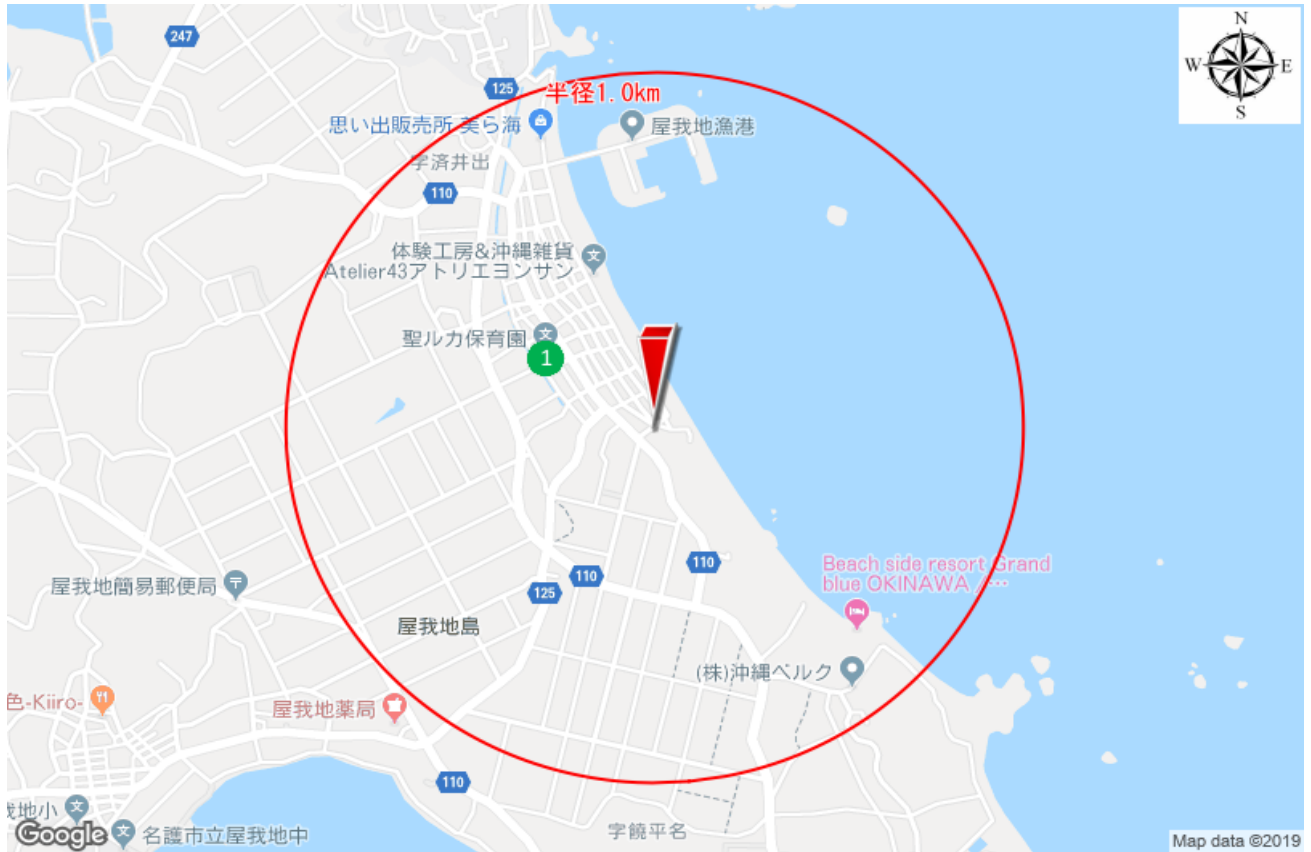 N
W
E
S
247
125
半径1.0km
思い出販売所 美ら海
屋我地漁港
字済井出
110
体験工房&沖縄雑貨
Atelier43アトリエヨンサン
文
聖ルカ保育園
文
1
110
Beach side resort Grand
blue OKINAWA /…
屋我地簡易郵便局
〒
110
125
屋我地島
(株)沖縄ベルク
色-Kiiro-
屋我地薬局
110
我地小
文
字饒平名
Google
文
名護市立屋我地中
Map data ©2019